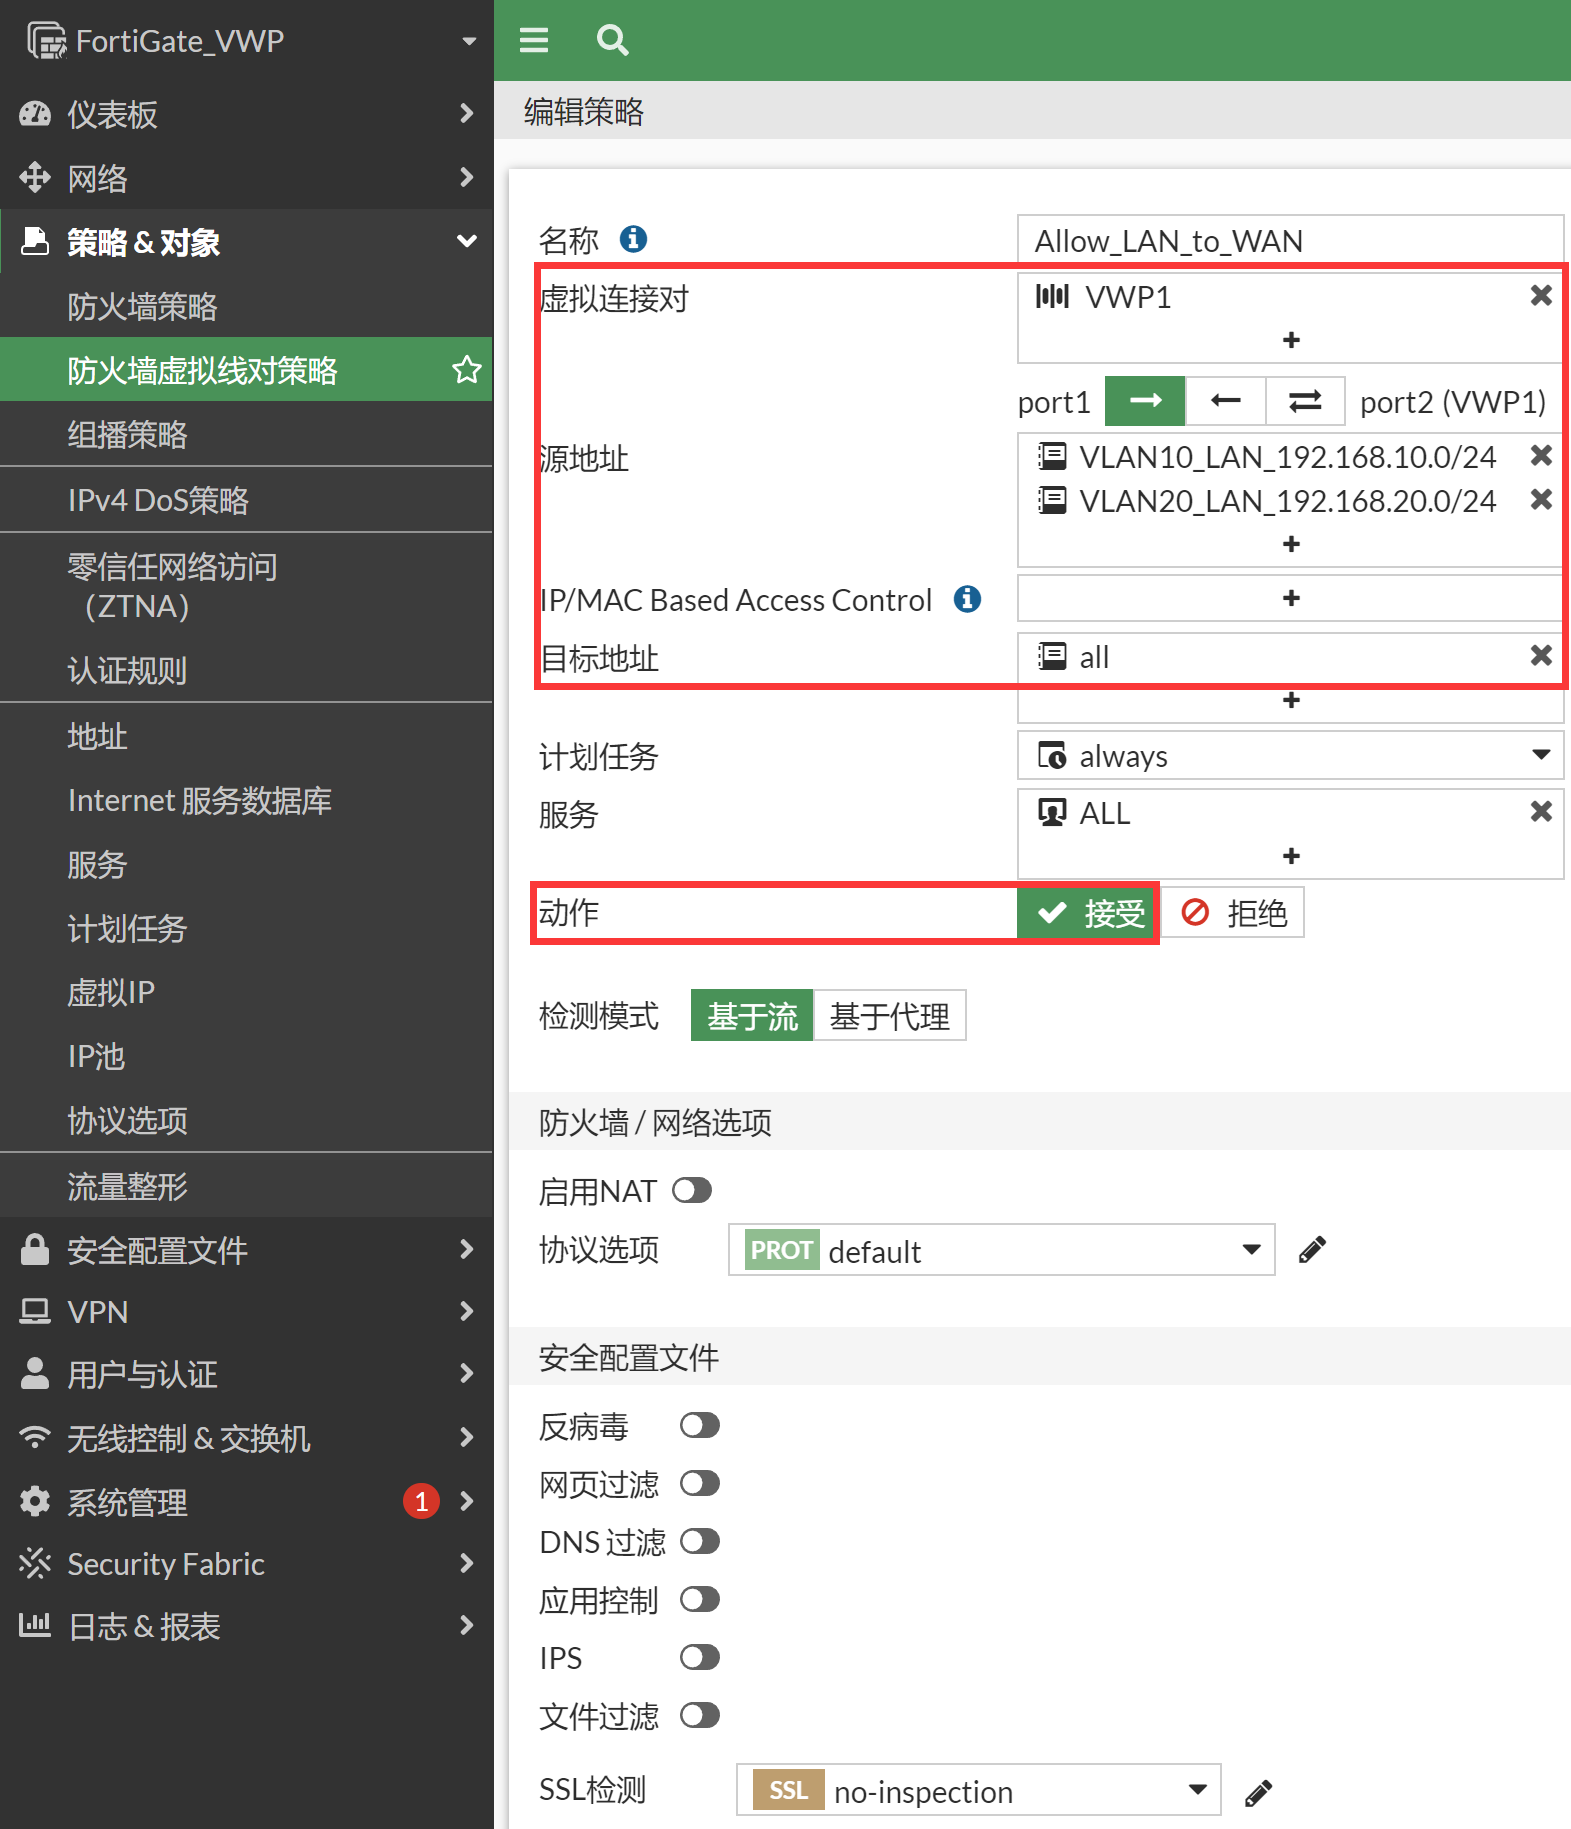 FortiGate_VWP
仪表板
网络
策略 & 对象
防火墙策略
防火墙虚拟线对策略
组播策略
IPv4 DoS策略
零信任网络访问
（ZTNA）
认证规则
地址
Internet 服务数据库
服务
计划任务
虚拟IP
IP池
协议选项
流量整形
安全配置文件
VPN
用户与认证
无线控制 & 交换机
系统管理 1
Security Fabric
日志 & 报表
编辑策略
名称 Allow_LAN_to_WAN
虚拟连接对 VWP1
port1 port2 (VWP1)
源地址 VLAN10_LAN_192.168.10.0/24
VLAN20_LAN_192.168.20.0/24
IP/MAC Based Access Control
目标地址 all
计划任务 always
服务 ALL
动作 接受 拒绝
检测模式 基于流 基于代理
防火墙 / 网络选项
启用NAT
协议选项 PROT default
安全配置文件
反病毒
网页过滤
DNS 过滤
应用控制
IPS
文件过滤
SSL检测 SSL no-inspection